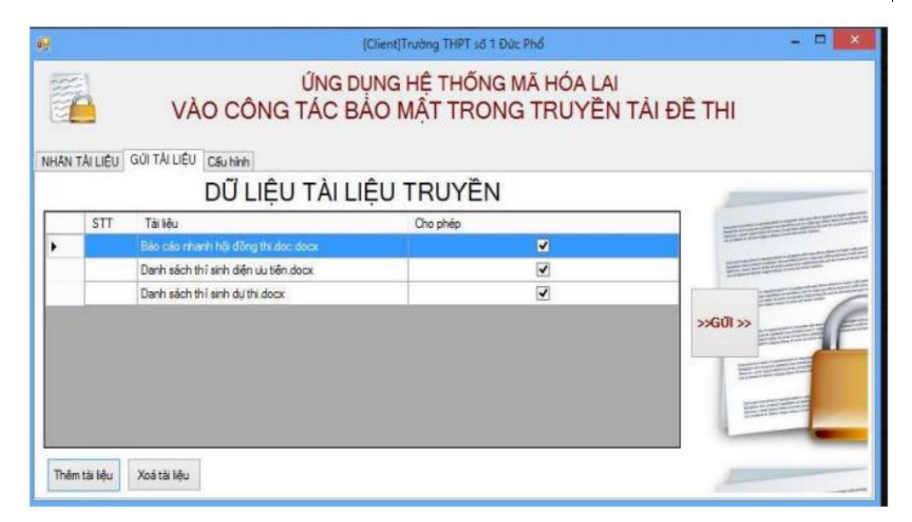 [Client]Trường THPT số 1 Đức Phổ
ỨNG DỤNG HỆ THỐNG MÃ HÓA LAI
VÀO CÔNG TÁC BẢO MẬT TRONG TRUYỀN TẢI ĐỀ THI
NHẬN TÀI LIỆU GỬI TÀI LIỆU Cấu hình
DỮ LIỆU TÀI LIỆU TRUYỀN
STT Tài liệu Cho phép
Báo cáo nhanh hội đồng thi.doc.docx
Danh sách thí sinh diện ưu tiên.docx
Danh sách thí sinh dự thi.docx
>>GỬI >>
Thêm tài liệu Xoá tài liệu